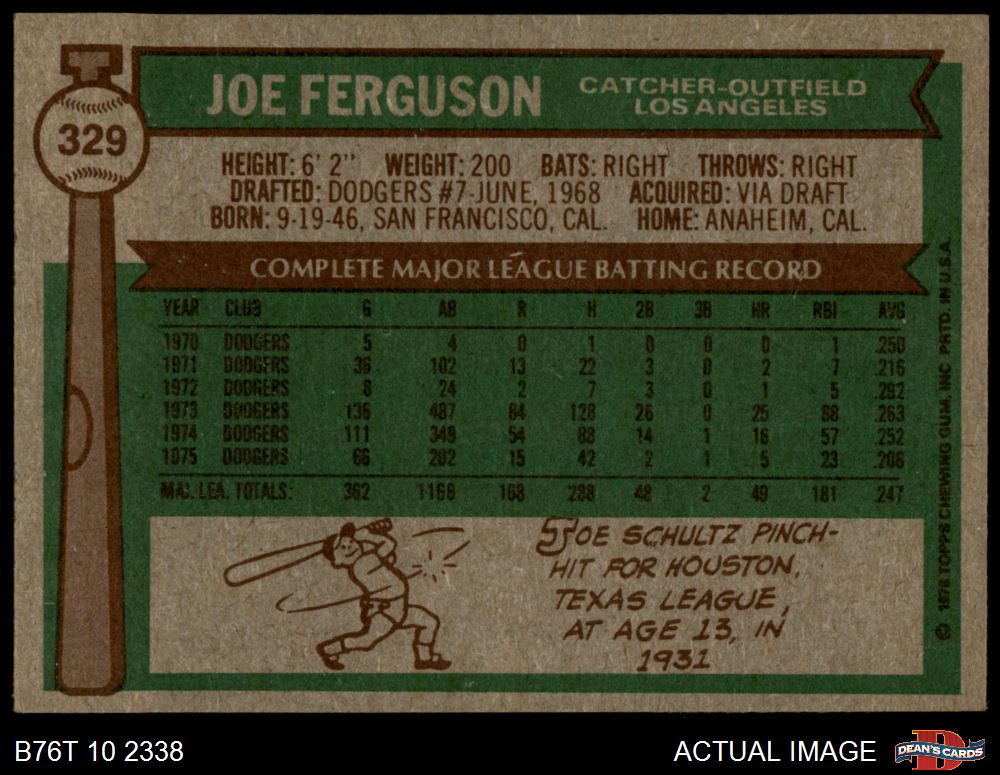 JOE FERGUSON
CATCHER-OUTFIELD
LOS ANGELES
329
HEIGHT: 6' 2" WEIGHT: 200 BATS: RIGHT THROWS: RIGHT
DRAFTED: DODGERS #7-JUNE, 1968 ACQUIRED: VIA DRAFT
BORN: 9-19-46, SAN FRANCISCO, CAL. HOME: ANAHEIM, CAL.
COMPLETE MAJOR LEAGUE BATTING RECORD
YEAR CLUB G AB R H 2B 3B HR RBI AVG
1970 DODGERS 5 4 0 1 0 0 0 1 .250
1971 DODGERS 36 102 13 22 3 0 2 7 .216
1972 DODGERS 8 24 2 7 3 0 1 5 .292
1973 DODGERS 136 487 84 128 26 0 25 88 .263
1974 DODGERS 111 349 54 88 14 1 16 57 .252
1975 DODGERS 66 202 15 42 2 1 5 23 .208
MAJ. LEA. TOTALS: 362 1168 168 288 48 2 49 181 .247
JOE SCHULTZ PINCH-
HIT FOR HOUSTON,
TEXAS LEAGUE,
AT AGE 13, IN
1931
© 1976 TOPPS CHEWING GUM, INC PRTD. IN U.S.A.
B76T 10 2338
ACTUAL IMAGE
DEAN'S CARDS